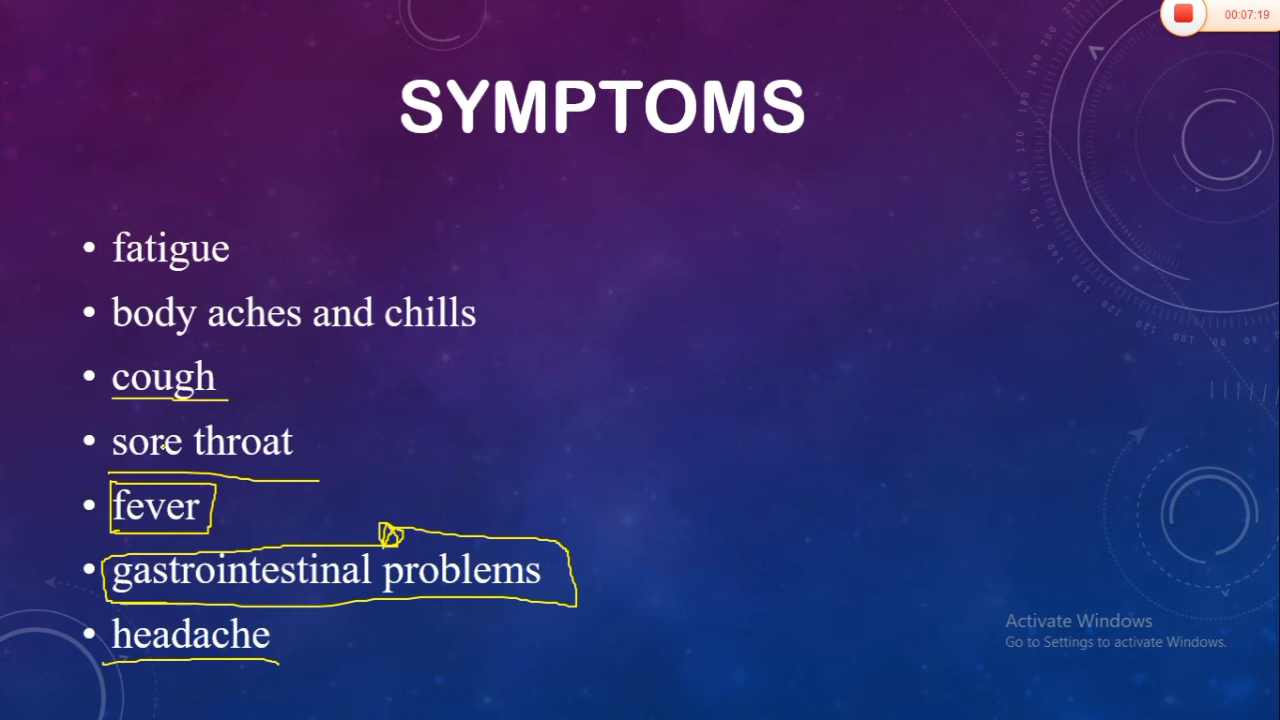 00:07:19
SYMPTOMS
• fatigue
• body aches and chills
• cough
• sore throat
• fever
• gastrointestinal problems
• headache
Activate Windows
Go to Settings to activate Windows.